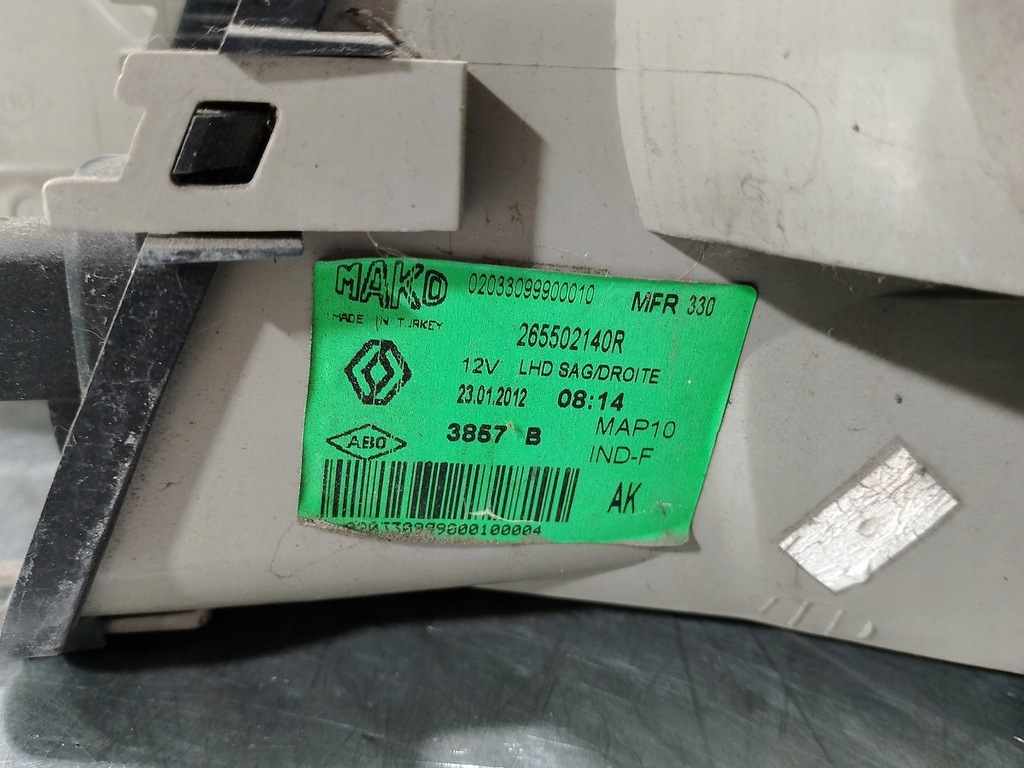 MAKO 02033099900010 MFR 330
MADE IN TURKEY
265502140R
12V LHD SAG/DROITE
23.01.2012 08:14
ABO 3857 B MAP10
IND-F
AK